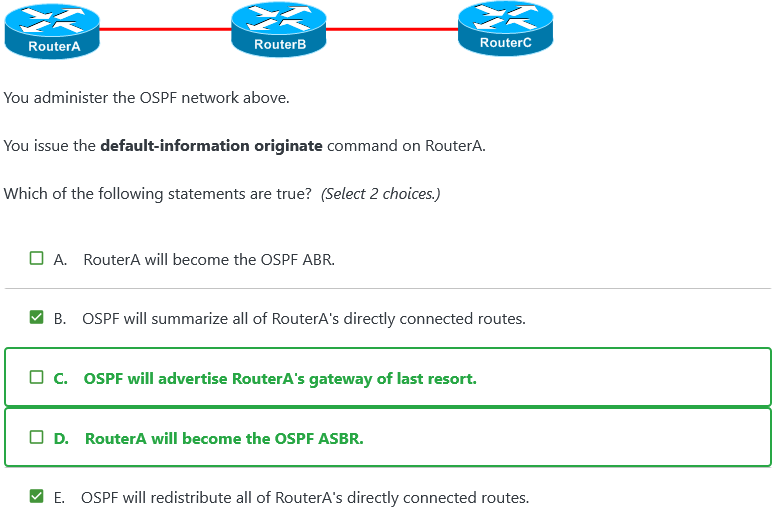 RouterA
RouterB
RouterC
You administer the OSPF network above.
You issue the default-information originate command on RouterA.
Which of the following statements are true? (Select 2 choices.)
A. RouterA will become the OSPF ABR.
B. OSPF will summarize all of RouterA's directly connected routes.
C. OSPF will advertise RouterA's gateway of last resort.
D. RouterA will become the OSPF ASBR.
E. OSPF will redistribute all of RouterA's directly connected routes.